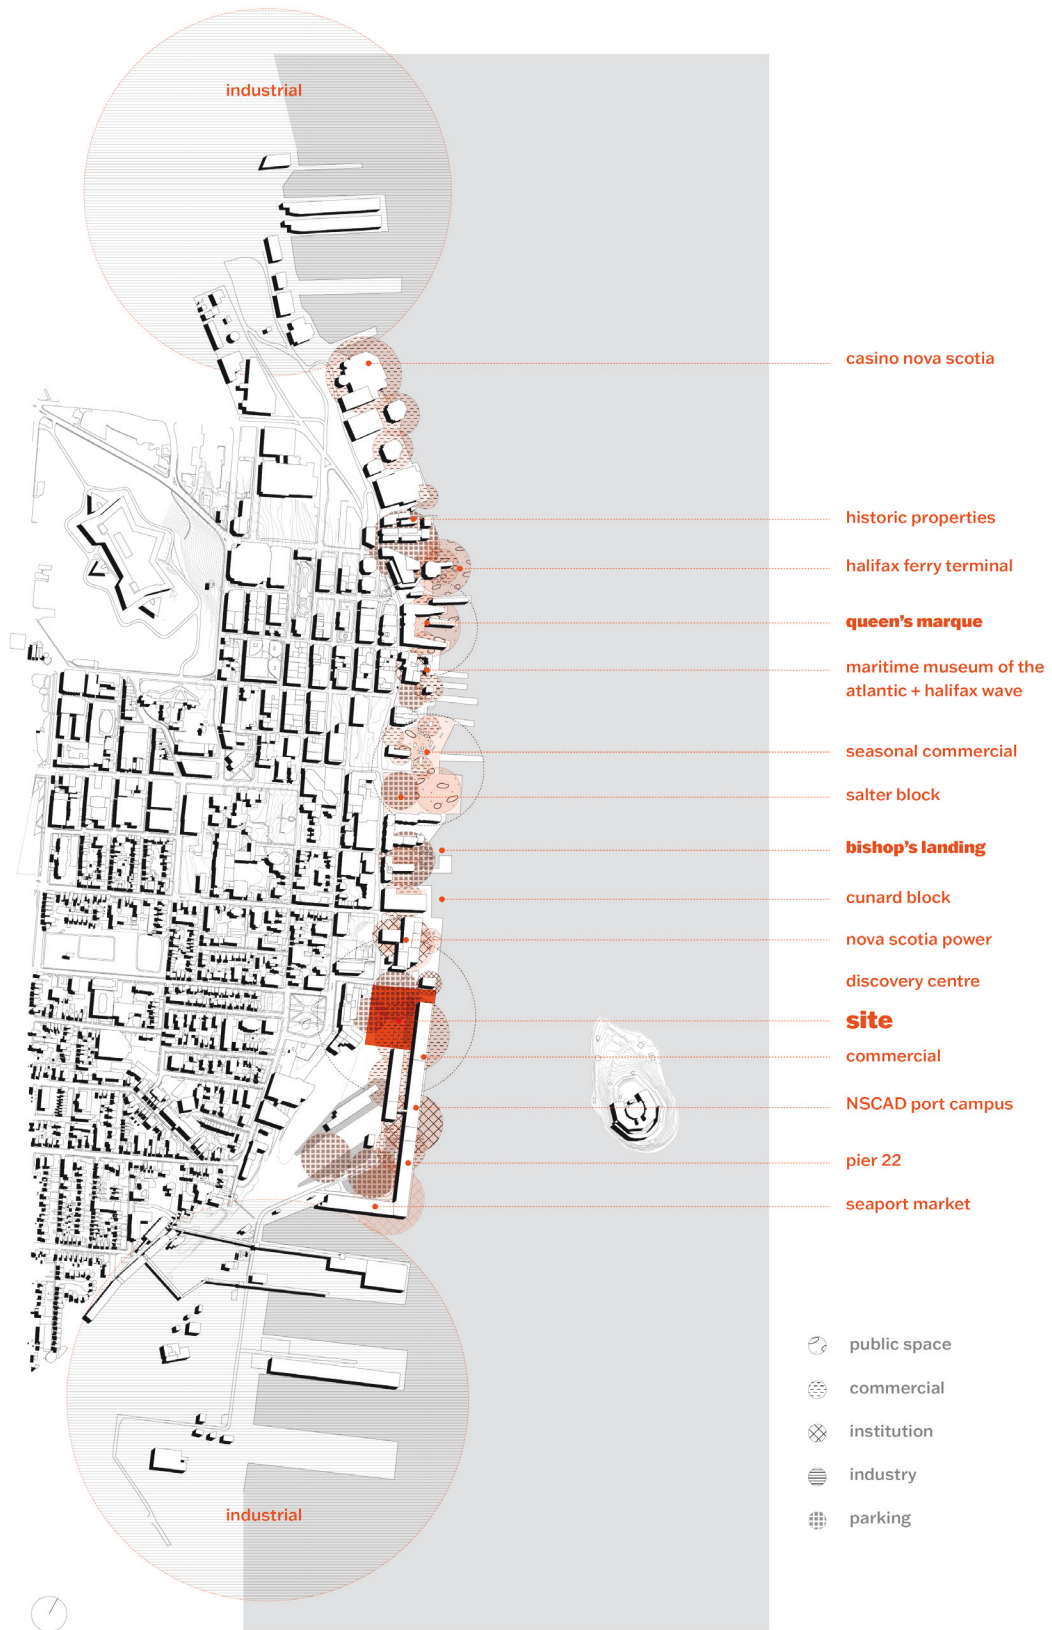 industrial
casino nova scotia
historic properties
halifax ferry terminal
queen's marque
maritime museum of the
atlantic + halifax wave
seasonal commercial
salter block
bishop's landing
cunard block
nova scotia power
discovery centre
site
commercial
NSCAD port campus
pier 22
seaport market
public space
commercial
institution
industry
industrial
parking